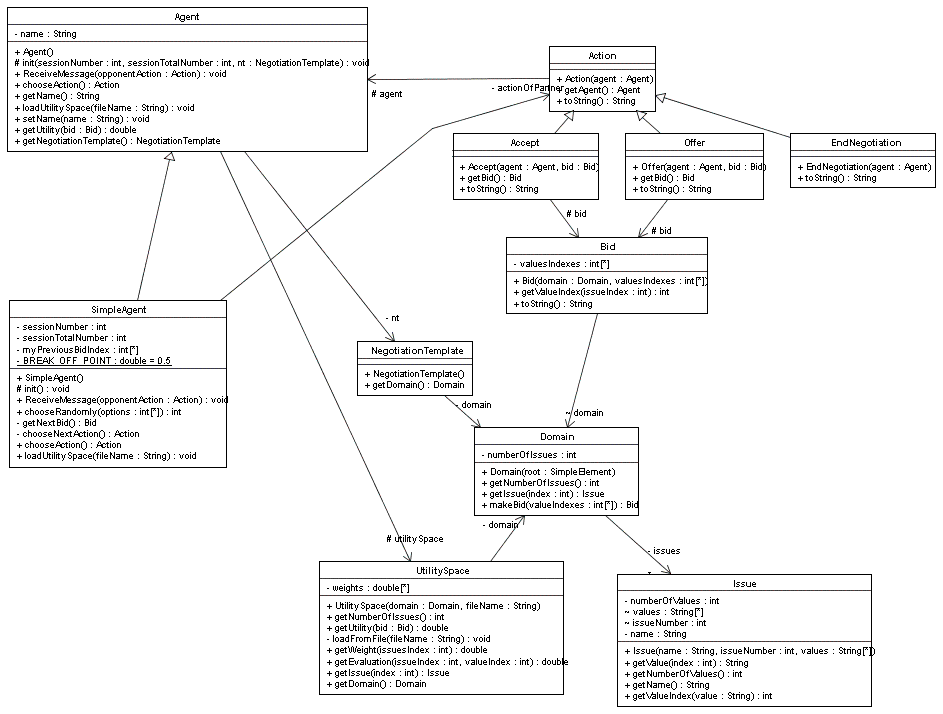 Agent
- name : String
+ Agent()
# init(sessionNumber : int, sessionTotalNumber : int, nt : NegotiationTemplate) : void
+ ReceiveMessage(opponentAction : Action) : void
+ chooseAction() : Action
+ getName() : String
+ loadUtilitySpace(fileName : String) : void
+ setName(name : String) : void
+ getUtility(bid : Bid) : double
+ getNegotiationTemplate() : NegotiationTemplate
# agent
- actionOfPartner
Action
+ Action(agent : Agent)
+ getAgent() : Agent
+ toString() : String
Accept
+ Accept(agent : Agent, bid : Bid)
+ getBid() : Bid
+ toString() : String
Offer
+ Offer(agent : Agent, bid : Bid)
+ getBid() : Bid
+ toString() : String
EndNegotiation
+ EndNegotiation(agent : Agent)
+ toString() : String
# bid
# bid
Bid
- valuesIndexes : int[*]
+ Bid(domain : Domain, valuesIndexes : int[*])
+ getValueIndex(issueIndex : int) : int
+ toString() : String
SimpleAgent
- sessionNumber : int
- sessionTotalNumber : int
- myPreviousBidIndex : int[*]
- BREAK_OFF_POINT : double = 0.5
+ SimpleAgent()
# init() : void
+ ReceiveMessage(opponentAction : Action) : void
+ chooseRandomly(options : int[*]) : int
- getNextBid() : Bid
- chooseNextAction() : Action
+ chooseAction() : Action
+ loadUtilitySpace(fileName : String) : void
- nt
NegotiationTemplate
+ NegotiationTemplate()
+ getDomain() : Domain
- domain
~ domain
Domain
- numberOfIssues : int
+ Domain(root : SimpleElement)
+ getNumberOfIssues() : int
+ getIssue(index : int) : Issue
+ makeBid(valueIndexes : int[*]) : Bid
- domain
# utilitySpace
- issues
*
UtilitySpace
- weights : double[*]
+ UtilitySpace(domain : Domain, fileName : String)
+ getNumberOfIssues() : int
+ getUtility(bid : Bid) : double
- loadFromFile(fileName : String) : void
+ getWeight(issuesIndex : int) : double
+ getEvaluation(issueIndex : int, valueIndex : int) : double
+ getIssue(index : int) : Issue
+ getDomain() : Domain
Issue
- numberOfValues : int
~ values : String[*]
~ issueNumber : int
- name : String
+ Issue(name : String, issueNumber : int, values : String[*])
+ getValue(index : int) : String
+ getNumberOfValues() : int
+ getName() : String
+ getValueIndex(value : String) : int